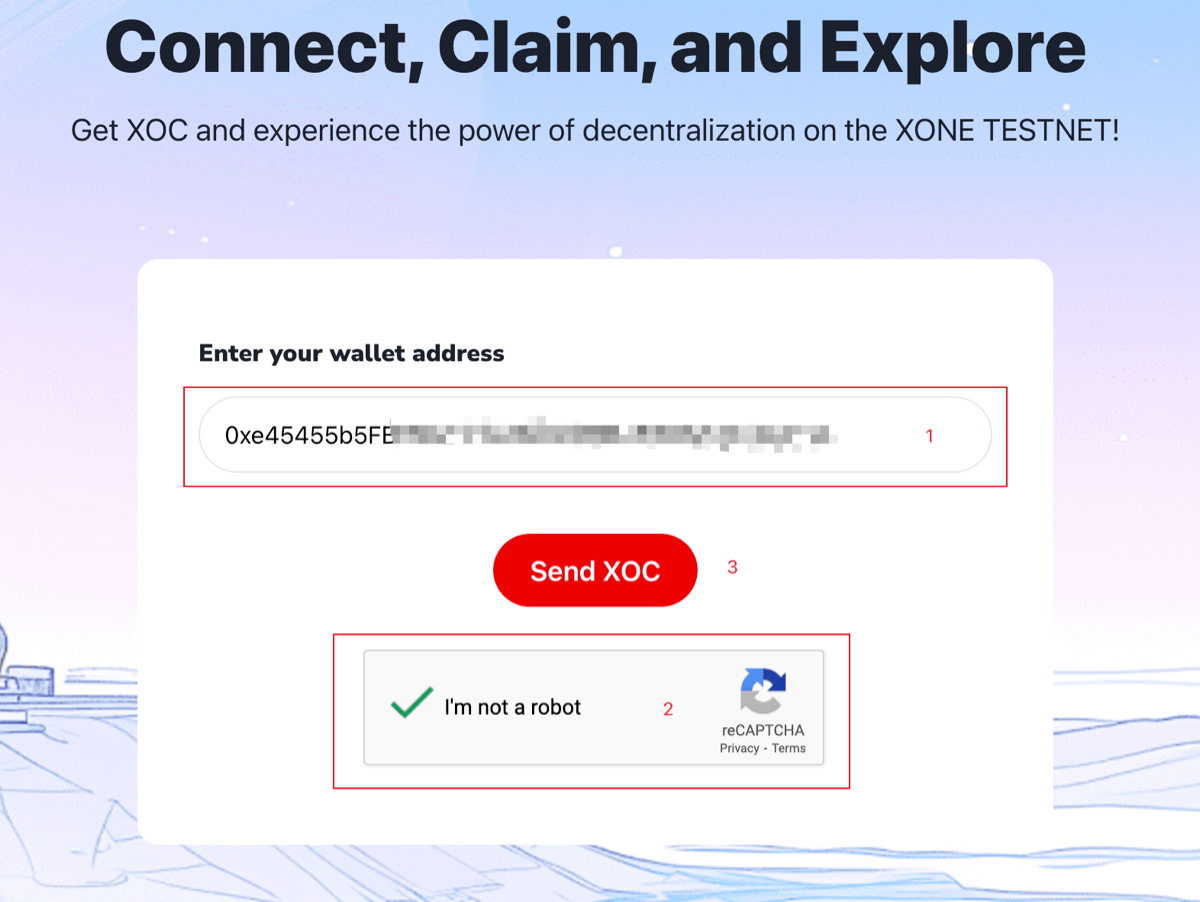 Connect, Claim, and Explore
Get XOC and experience the power of decentralization on the XONE TESTNET!
Enter your wallet address
0xe45455b5FE 1
Send XOC 3
I'm not a robot 2
reCAPTCHA
Privacy - Terms